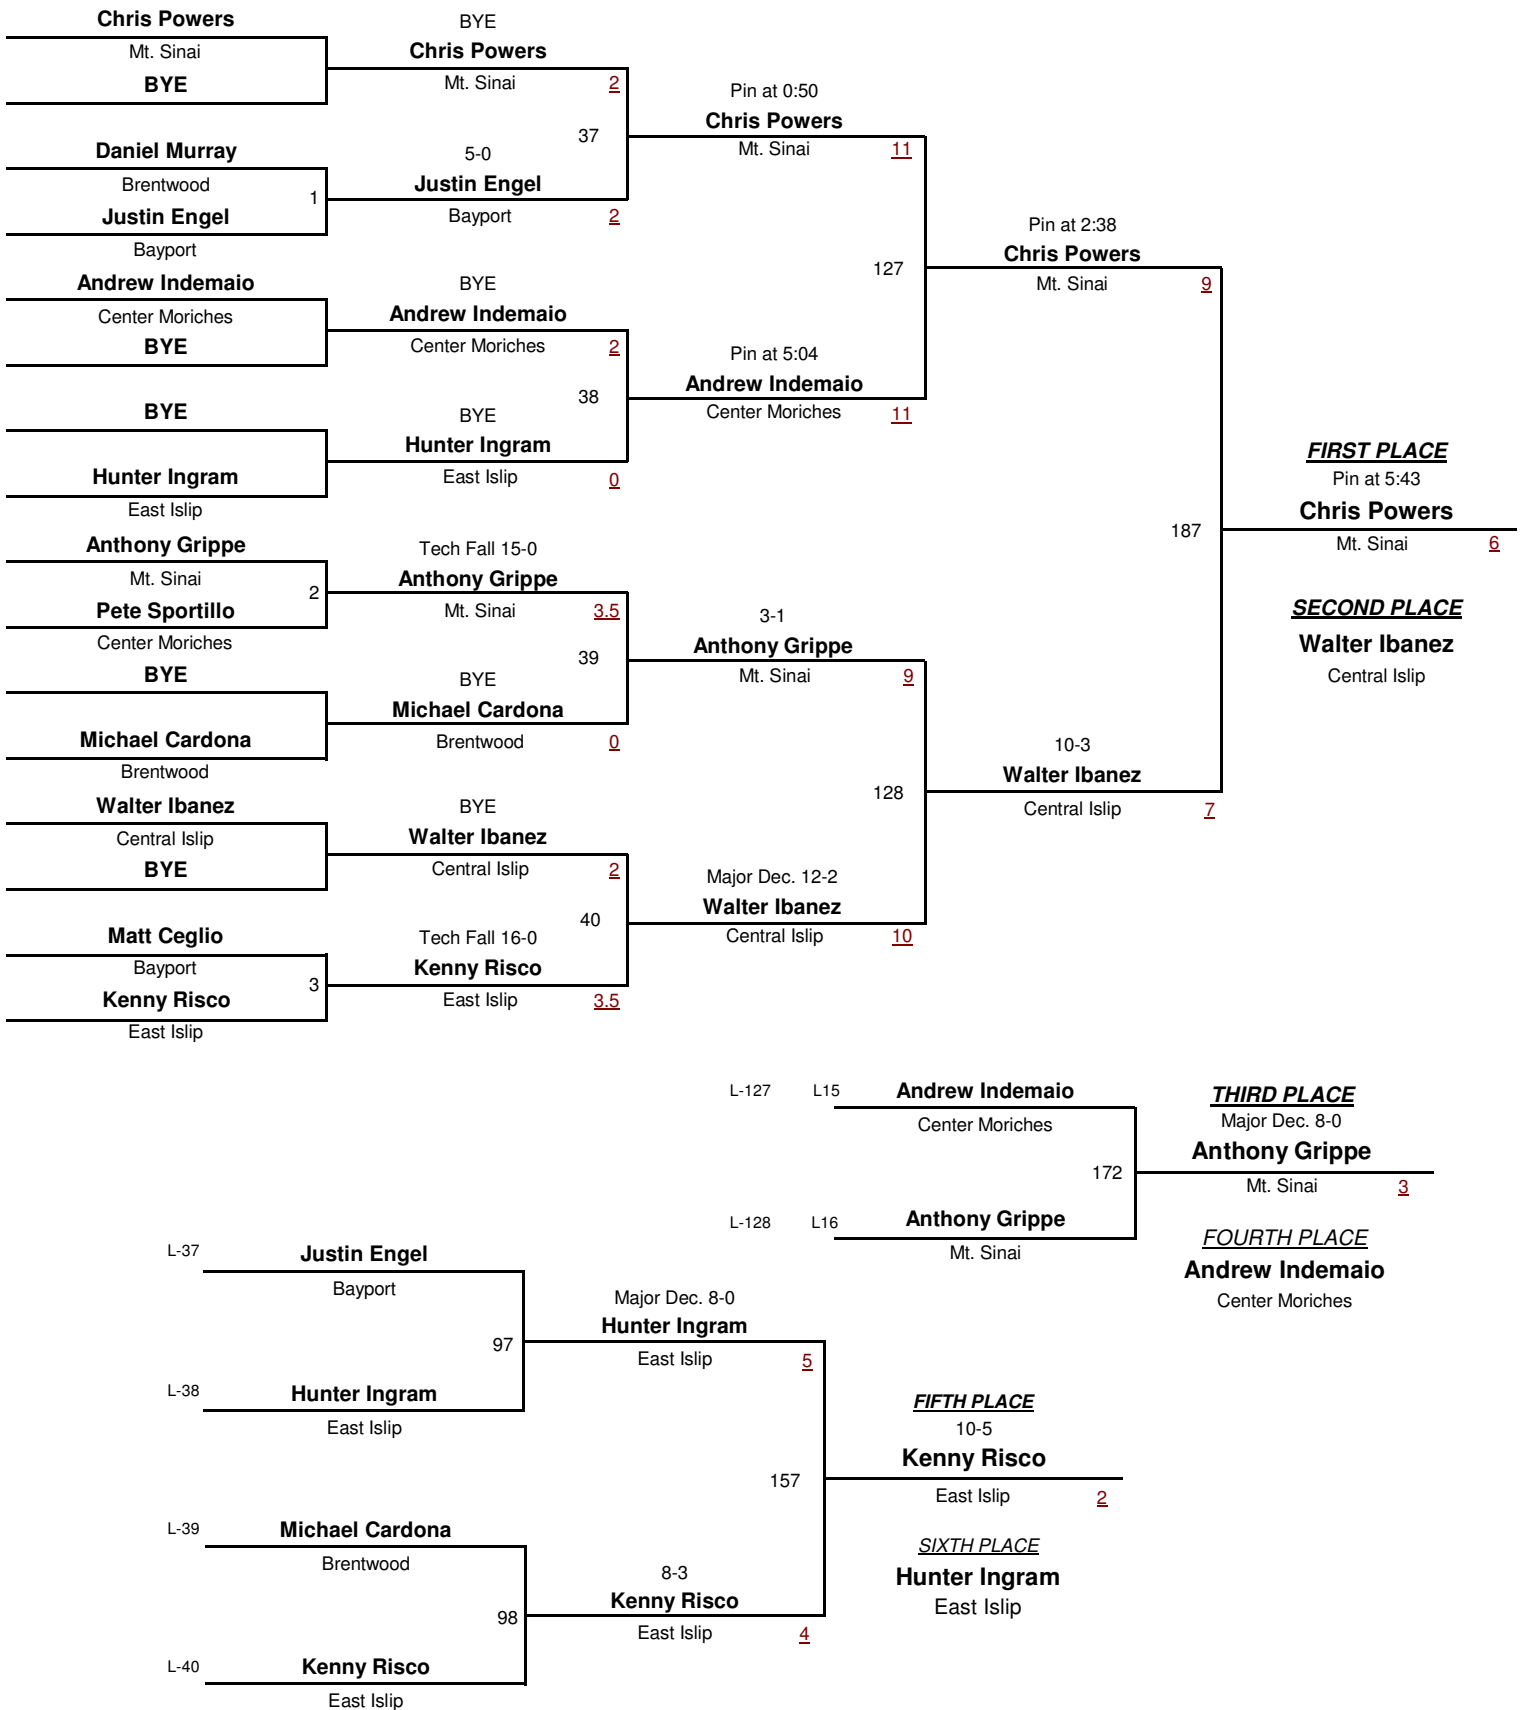 Chris Powers
Mt. Sinai
BYE
Daniel Murray
Brentwood
1
Justin Engel
Bayport
Andrew Indemaio
Center Moriches
BYE
BYE
Hunter Ingram
East Islip
Anthony Grippe
Mt. Sinai
2
Pete Sportillo
Center Moriches
BYE
Michael Cardona
Brentwood
Walter Ibanez
Central Islip
BYE
Matt Ceglio
Bayport
3
Kenny Risco
East Islip
BYE
Chris Powers
Mt. Sinai 2
37
5-0
Justin Engel
Bayport 2
BYE
Andrew Indemaio
Center Moriches 2
38
BYE
Hunter Ingram
East Islip 0
Tech Fall 15-0
Anthony Grippe
Mt. Sinai 3.5
39
BYE
Michael Cardona
Brentwood 0
BYE
Walter Ibanez
Central Islip 2
40
Tech Fall 16-0
Kenny Risco
East Islip 3.5
Pin at 0:50
Chris Powers
Mt. Sinai 11
127
Pin at 5:04
Andrew Indemaio
Center Moriches 11
3-1
Anthony Grippe
Mt. Sinai 9
128
Major Dec. 12-2
Walter Ibanez
Central Islip 10
Pin at 2:38
Chris Powers
Mt. Sinai 9
187
10-3
Walter Ibanez
Central Islip 7
FIRST PLACE
Pin at 5:43
Chris Powers
Mt. Sinai 6
SECOND PLACE
Walter Ibanez
Central Islip
L-127 L15 Andrew Indemaio
Center Moriches
172
L-128 L16 Anthony Grippe
Mt. Sinai
THIRD PLACE
Major Dec. 8-0
Anthony Grippe
Mt. Sinai 3
FOURTH PLACE
Andrew Indemaio
Center Moriches
L-37 Justin Engel
Bayport
97
L-38 Hunter Ingram
East Islip
L-39 Michael Cardona
Brentwood
98
L-40 Kenny Risco
East Islip
Major Dec. 8-0
Hunter Ingram
East Islip 5
157
8-3
Kenny Risco
East Islip 4
FIFTH PLACE
10-5
Kenny Risco
East Islip 2
SIXTH PLACE
Hunter Ingram
East Islip